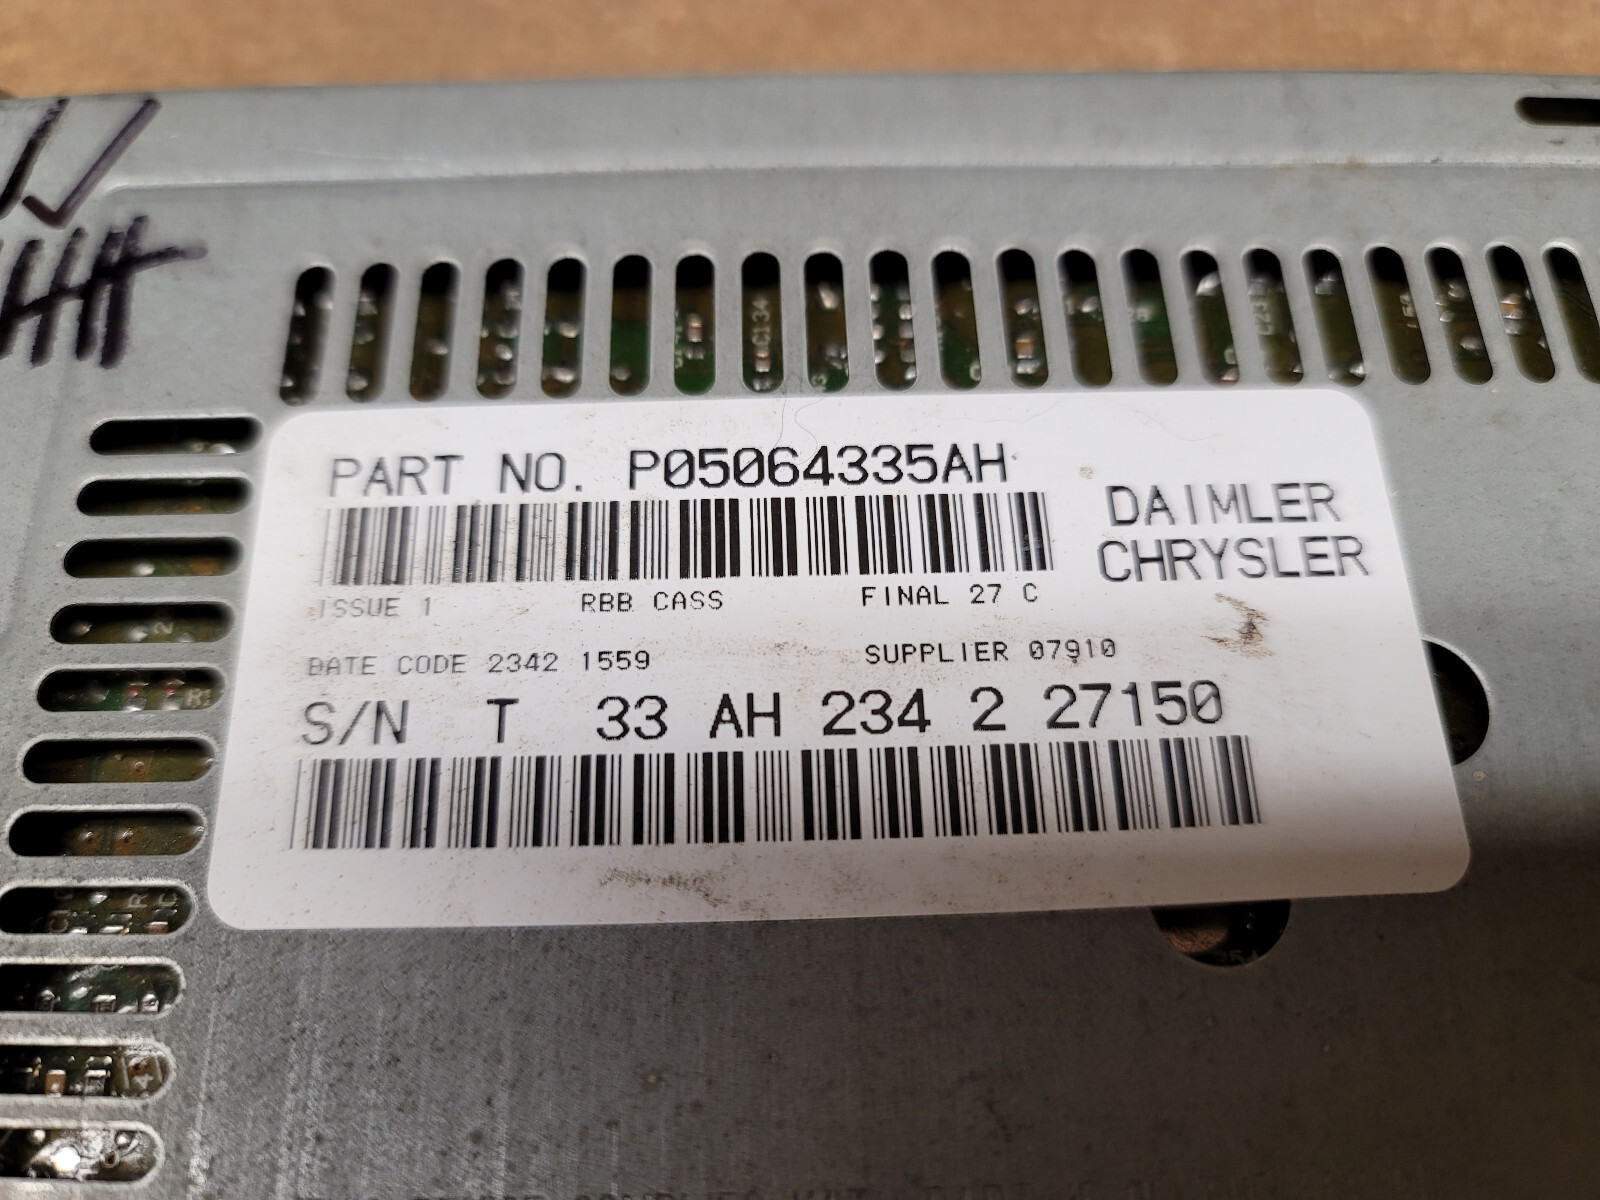 PART NO. P05064335AH
DAIMLER
CHRYSLER
ISSUE 1 RBB CASS FINAL 27 C
DATE CODE 2342 1559 SUPPLIER 07910
S/N T 33 AH 234 2 27150
C134